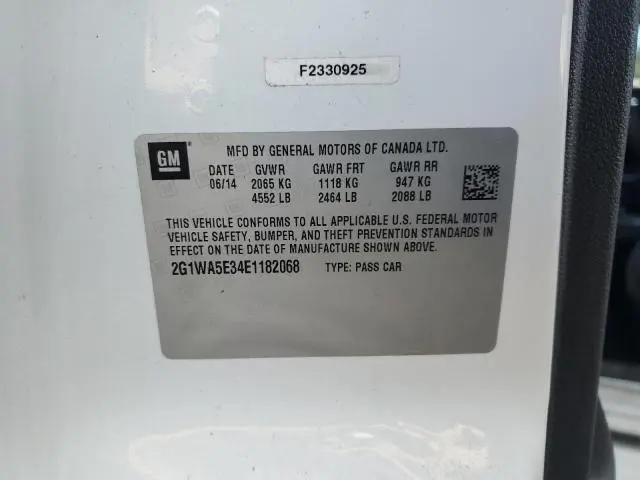 F2330925
GM
MFD BY GENERAL MOTORS OF CANADA LTD.
DATE GVWR GAWR FRT GAWR RR
06/14 2065 KG 1118 KG 947 KG
4552 LB 2464 LB 2088 LB
THIS VEHICLE CONFORMS TO ALL APPLICABLE U.S. FEDERAL MOTOR
VEHICLE SAFETY, BUMPER, AND THEFT PREVENTION STANDARDS IN
EFFECT ON THE DATE OF MANUFACTURE SHOWN ABOVE.
2G1WA5E34E1182068 TYPE: PASS CAR